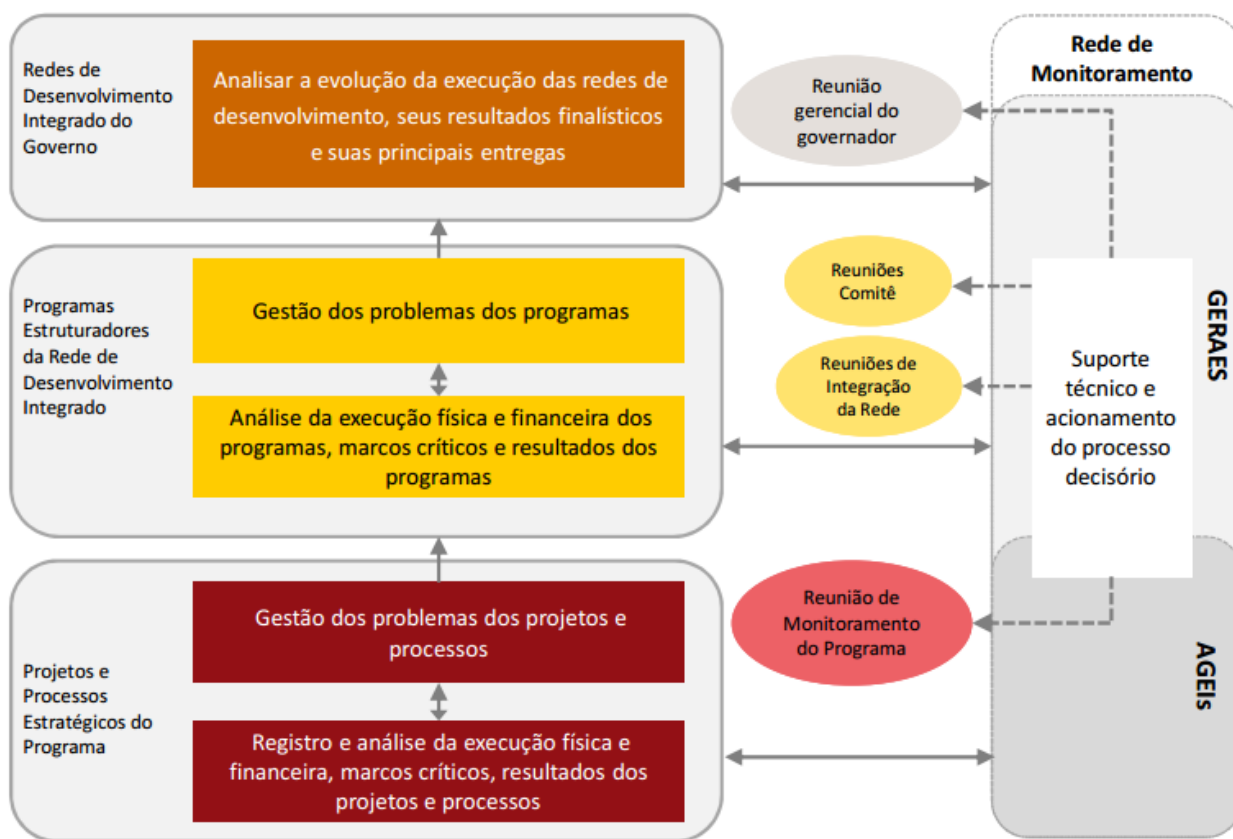 Redes de
Desenvolvimento
Integrado do
Governo
Analisar a evolução da execução das redes de
desenvolvimento, seus resultados finalísticos
e suas principais entregas
Reunião
gerencial do
governador
Rede de
Monitoramento
Programas
Estruturadores
da Rede de
Desenvolvimento
Integrado
Gestão dos problemas dos programas
Análise da execução física e financeira dos
programas, marcos críticos e resultados dos
programas
Reuniões
Comitê
Reuniões de
Integração
da Rede
Suporte
técnico e
acionamento
do processo
decisório
GERAES
Projetos e
Processos
Estratégicos do
Programa
Gestão dos problemas dos projetos e
processos
Registro e análise da execução física e
financeira, marcos críticos, resultados dos
projetos e processos
Reunião de
Monitoramento
do Programa
AGEIs